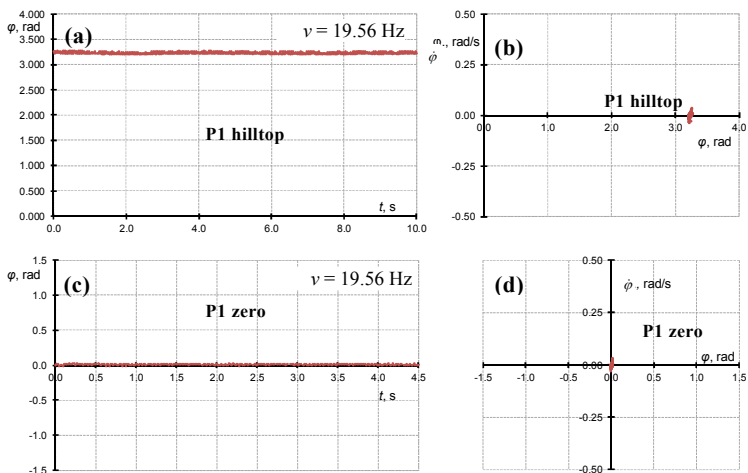 4.000
φ, rad
(a)
ν = 19.56 Hz
3.500
3.000
2.500
2.000
1.500
P1 hilltop
1.000
0.500
t, s
0.000
0.0 2.0 4.0 6.0 8.0 10.0
0.50
, rad/s
φ̇
(b)
0.25
P1 hilltop
0.00
0.0 1.0 2.0 3.0 4.0
φ, rad
-0.25
-0.50
1.5
φ, rad
(c)
ν = 19.56 Hz
1.0
P1 zero
0.5
0.0
0.0 0.5 1.0 1.5 2.0 2.5 3.0 3.5 4.0 4.5
t, s
-0.5
-1.0
-1.5
0.50
(d)
φ̇ , rad/s
0.25
P1 zero
φ, rad
0.00
-1.5 -1.0 -0.5 0.0 0.5 1.0 1.5
-0.25
-0.50